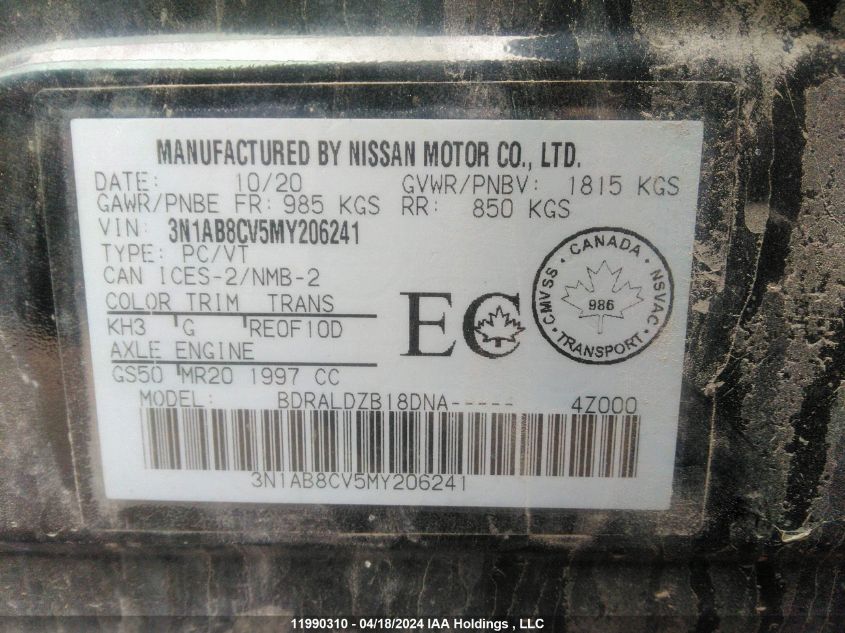 MANUFACTURED BY NISSAN MOTOR CO., LTD.
DATE: 10/20 GVWR/PNBV: 1815 KGS
GAWR/PNBE FR: 985 KGS RR: 850 KGS
VIN: 3N1AB8CV5MY206241
TYPE: PC/VT
CAN ICES-2/NMB-2
COLOR TRIM TRANS
KH3 G RE0F10D
AXLE ENGINE
GS50 MR20 1997 CC
EC
CANADA
CMVSS NSVAC
986
TRANSPORT
MODEL: BDRALDZB18DNA----- 4Z000
3N1AB8CV5MY206241
11990310 - 04/18/2024 IAA Holdings , LLC